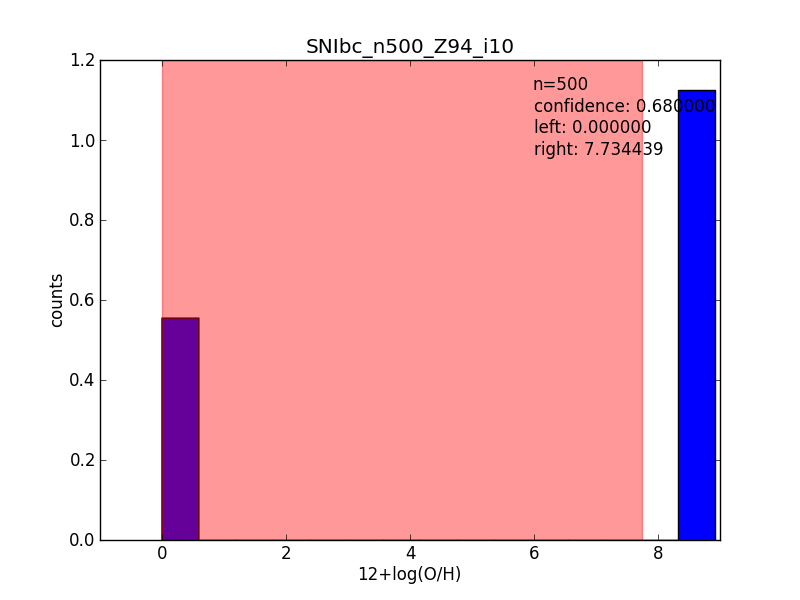 SNIbc_n500_Z94_i10
1.2
1.0
0.8
0.6
0.4
0.2
0.0
counts
n=500
confidence: 0.680000
left: 0.000000
right: 7.734439
0 2 4 6 8
12+log(O/H)